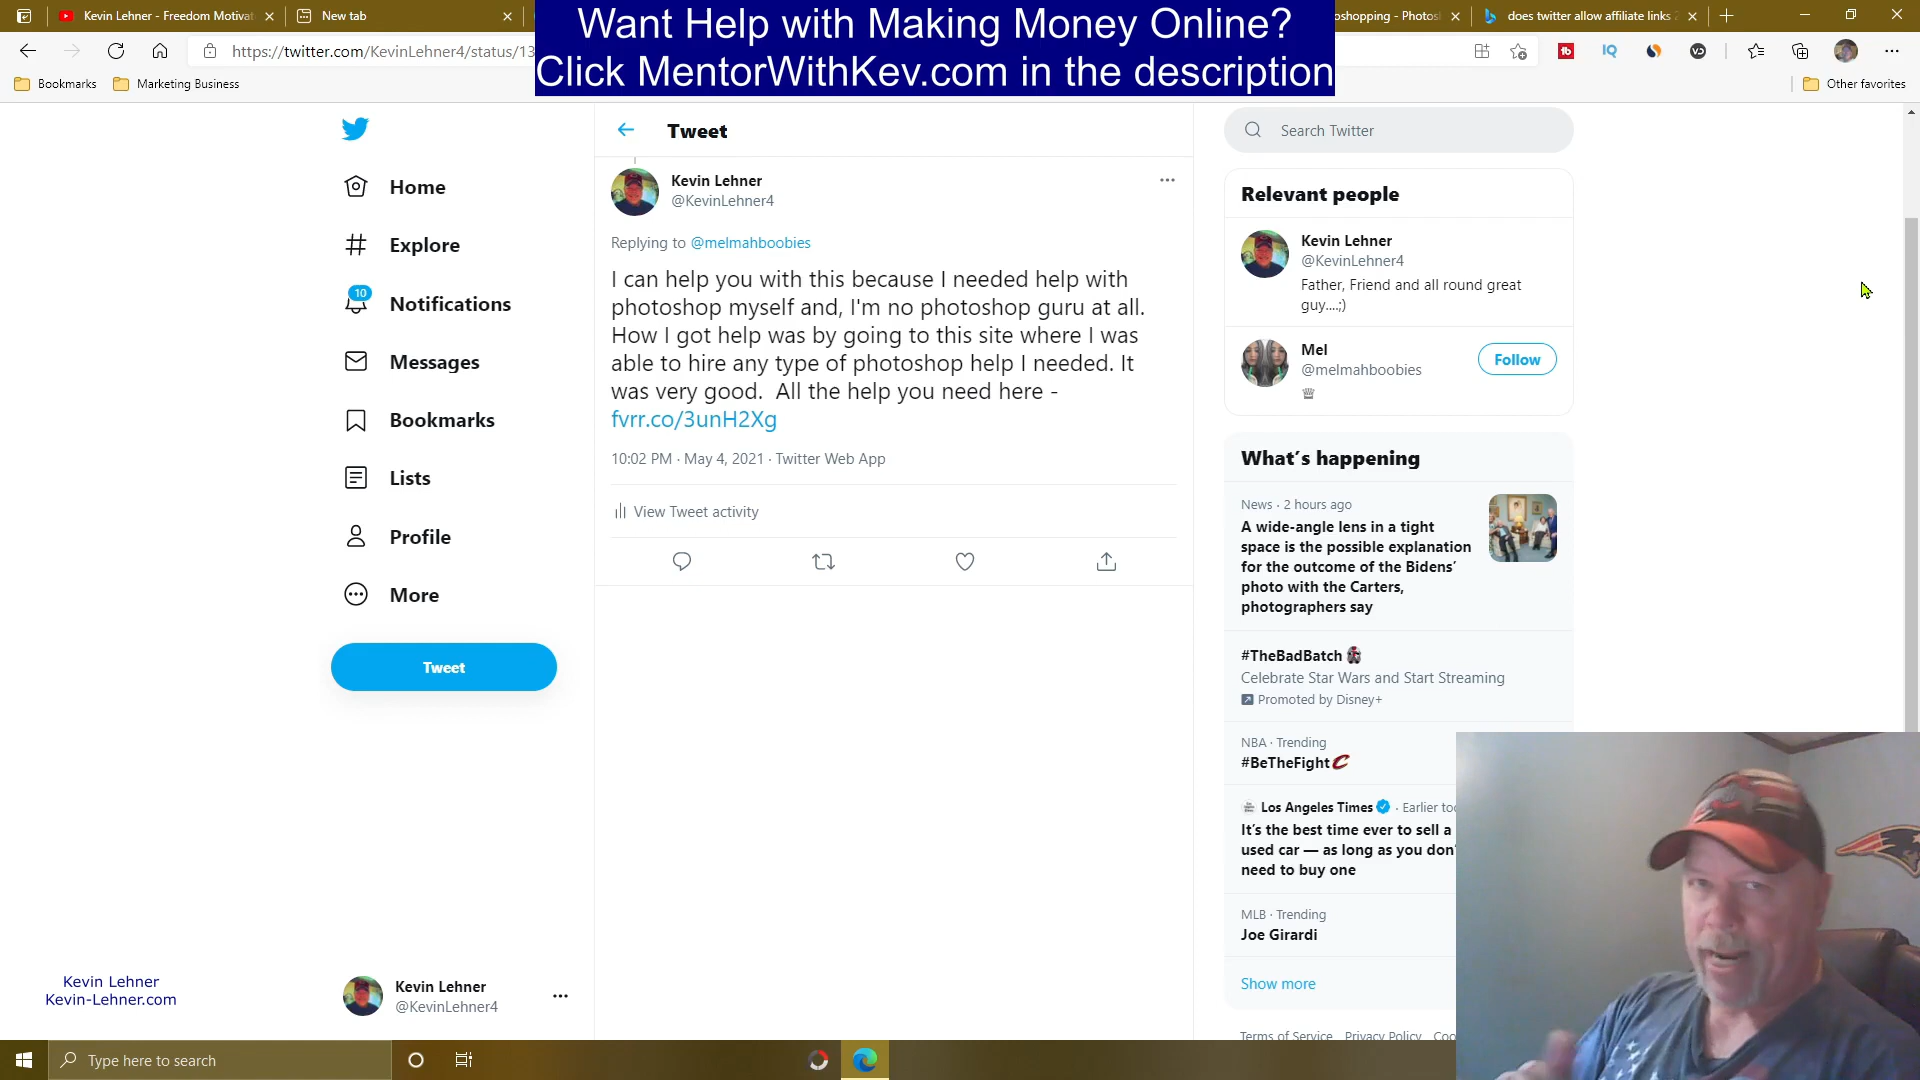 Kevin Lehner - Freedom Motivat
New tab
oshopping - Photos
does twitter allow affiliate links
Want Help with Making Money Online?
Click MentorWithKev.com in the description
https://twitter.com/KevinLehner4/status/13
Bookmarks
Marketing Business
Other favorites
Home
Explore
10
Notifications
Messages
Bookmarks
Lists
Profile
More
Tweet
Kevin Lehner
@KevinLehner4
Kevin Lehner
Kevin-Lehner.com
Tweet
Kevin Lehner
@KevinLehner4
Replying to @melmahboobies
I can help you with this because I needed help with
photoshop myself and, I'm no photoshop guru at all.
How I got help was by going to this site where I was
able to hire any type of photoshop help I needed. It
was very good. All the help you need here -
fvrr.co/3unH2Xg
10:02 PM · May 4, 2021 · Twitter Web App
View Tweet activity
Search Twitter
Relevant people
Kevin Lehner
@KevinLehner4
Father, Friend and all round great
guy....;)
Mel
@melmahboobies
Follow
What's happening
News · 2 hours ago
A wide-angle lens in a tight
space is the possible explanation
for the outcome of the Bidens'
photo with the Carters,
photographers say
#TheBadBatch
Celebrate Star Wars and Start Streaming
Promoted by Disney+
NBA · Trending
#BeTheFight
Los Angeles Times · Earlier to
It's the best time ever to sell a
used car — as long as you don'
need to buy one
MLB · Trending
Joe Girardi
Show more
Terms of Service Privacy Policy Coo
Type here to search